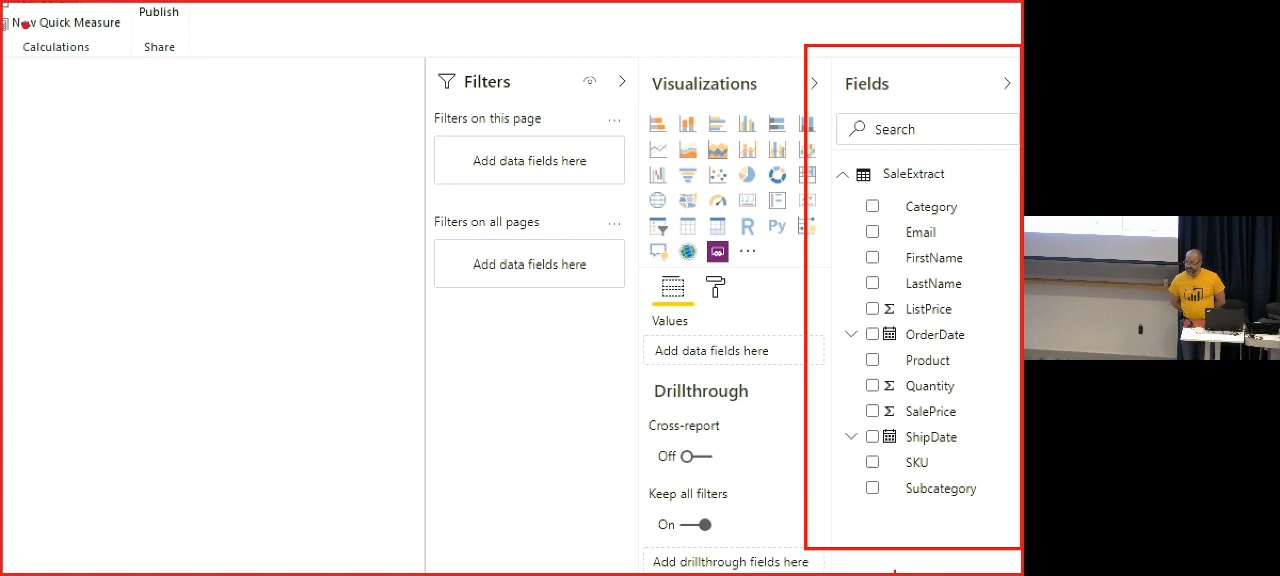 Publish
New Quick Measure
Calculations
Share
Filters
Filters on this page
...
Add data fields here
Filters on all pages
...
Add data fields here
Visualizations
R
Py
...
Values
Add data fields here
Drillthrough
Cross-report
Off
Keep all filters
On
Add drillthrough fields here
Fields
Search
SaleExtract
Category
Email
FirstName
LastName
Σ ListPrice
OrderDate
Product
Σ Quantity
Σ SalePrice
ShipDate
SKU
Subcategory